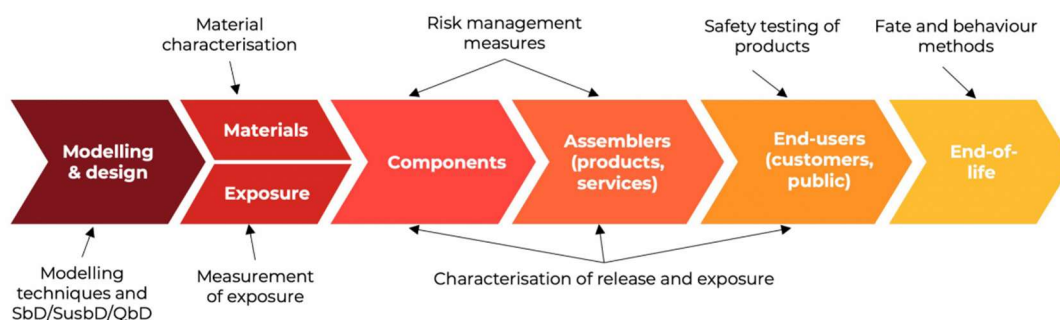 Material
characterisation
Risk management
measures
Safety testing of
products
Fate and behaviour
methods
Modelling
& design
Materials
Exposure
Components
Assemblers
(products,
services)
End-users
(customers,
public)
End-of-
life
Modelling
techniques and
SbD/SusbD/QbD
Measurement
of exposure
Characterisation of release and exposure